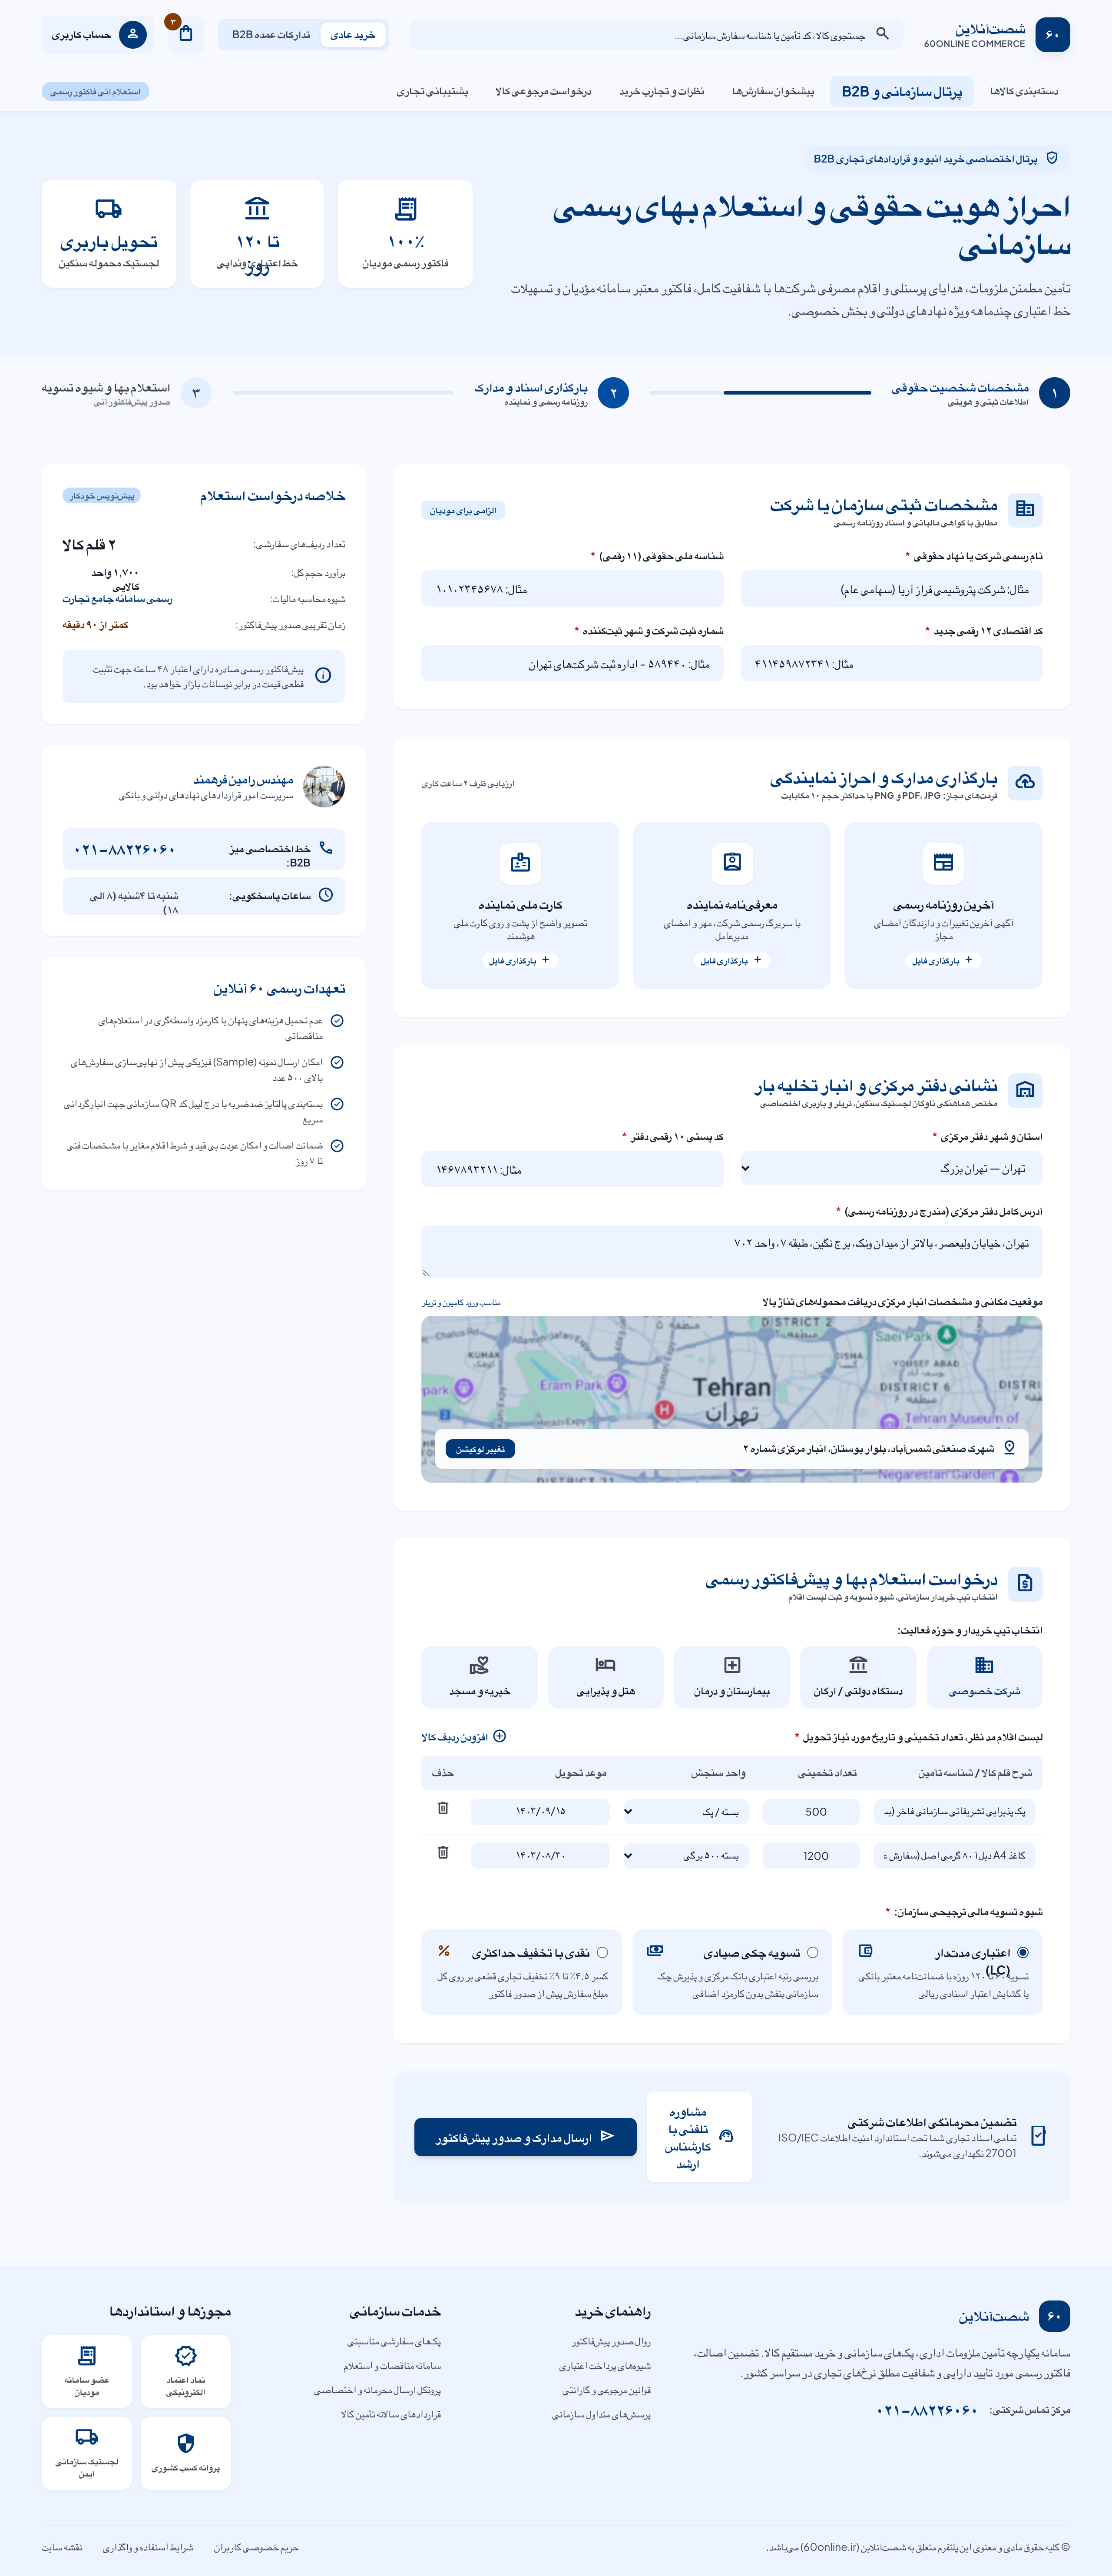 ۶۰
شصت‌آنلاین
60ONLINE COMMERCE
جستجوی کالا، کد تأمین یا شناسه سفارش سازمانی...
خرید عادی
تدارکات عمده B2B
۳
حساب کاربری
دسته‌بندی کالاها
پرتال سازمانی و B2B
پیشخوان سفارش‌ها
نظرات و تجارب خرید
درخواست مرجوعی کالا
پشتیبانی تجاری
استعلام آنی فاکتور رسمی
پرتال اختصاصی خرید انبوه و قراردادهای تجاری B2B
احراز هویت حقوقی و استعلام بهای رسمی
سازمانی
تأمین مطمئن ملزومات، هدایای پرسنلی و اقلام مصرفی شرکت‌ها با شفافیت کامل، فاکتور معتبر سامانه مؤدیان و تسهیلات
خط اعتباری چندماهه ویژه نهادهای دولتی و بخش خصوصی.
۱۰۰٪
فاکتور رسمی مودیان
تا ۱۲۰
روز
خط اعتباری وندایی
تحویل باربری
لجستیک محموله سنگین
۱
مشخصات شخصیت حقوقی
اطلاعات ثبتی و هویتی
۲
بارگذاری اسناد و مدارک
روزنامه رسمی و نماینده
۳
استعلام بها و شیوه تسویه
صدور پیش‌فاکتور آنی
مشخصات ثبتی سازمان یا شرکت
مطابق با گواهی مالیاتی و اسناد روزنامه رسمی
الزامی برای مودیان
نام رسمی شرکت یا نهاد حقوقی *
شناسه ملی حقوقی (۱۱ رقمی) *
مثال: شرکت پتروشیمی فراز آریا (سهامی عام)
مثال: ۱۰۱۰۲۳۴۵۶۷۸
کد اقتصادی ۱۲ رقمی جدید *
شماره ثبت شرکت و شهر ثبت‌کننده *
مثال: ۴۱۱۴۵۹۸۷۲۳۴۱
مثال: ۵۸۹۴۴۰ - اداره ثبت شرکت‌های تهران
خلاصه درخواست استعلام
پیش‌نویس خودکار
تعداد ردیف‌های سفارشی:
۲ قلم کالا
برآورد حجم کل:
۱,۷۰۰ واحد
کالایی
شیوه محاسبه مالیات:
رسمی سامانه جامع تجارت
زمان تقریبی صدور پیش‌فاکتور:
کمتر از ۹۰ دقیقه
پیش‌فاکتور رسمی صادره دارای اعتبار ۴۸ ساعته جهت تثبیت
قطعی قیمت در برابر نوسانات بازار خواهد بود.
مهندس رامین فرهمند
سرپرست امور قراردادهای نهادهای دولتی و بانکی
خط اختصاصی میز
B2B:
۰۲۱-۸۸۲۲۶۰۶۰
ساعات پاسخگویی:
شنبه تا ۴شنبه (۸ الی
۱۸)
تعهدات رسمی ۶۰ آنلاین
عدم تحمیل هزینه‌های پنهان یا کارمزد واسطه‌گری در استعلام‌های
مناقصاتی
امکان ارسال نمونه (Sample) فیزیکی پیش از نهایی‌سازی سفارش‌های
بالای ۵۰۰ عدد
بسته‌بندی پالتایز ضدضربه با درج لیبل کد QR سازمانی جهت انبارگردانی
سریع
ضمانت اصالت و امکان عودت بی‌قید و شرط اقلام مغایر با مشخصات فنی
تا ۷ روز
بارگذاری مدارک و احراز نمایندگی
فرمت‌های مجاز: PDF، JPG و PNG با حداکثر حجم ۱۰ مگابایت
ارزیابی ظرف ۲ ساعت کاری
آخرین روزنامه رسمی
آگهی آخرین تغییرات و دارندگان امضای
مجاز
+ بارگذاری فایل
معرفی‌نامه نماینده
با سربرگ رسمی شرکت، مهر و امضای
مدیرعامل
+ بارگذاری فایل
کارت ملی نماینده
تصویر واضح از پشت و روی کارت ملی
هوشمند
+ بارگذاری فایل
نشانی دفتر مرکزی و انبار تخلیه بار
مختص هماهنگی ناوگان لجستیک سنگین، تریلر و باربری اختصاصی
استان و شهر دفتر مرکزی *
کد پستی ۱۰ رقمی دفتر *
تهران — تهران بزرگ
مثال: ۱۴۶۷۸۹۳۲۱۱
آدرس کامل دفتر مرکزی (مندرج در روزنامه رسمی) *
تهران، خیابان ولیعصر، بالاتر از میدان ونک، برج نگین، طبقه ۷، واحد ۷۰۲
موقعیت مکانی و مشخصات انبار مرکزی دریافت محموله‌های تناژ بالا
مناسب ورود کامیون و تریلر
DISTRICT 2
منطقه ۲
Saei Park
GISHA
YOUSEF ABAD
DISTRICT 6
منطقه ۶
park
Eram Park
Tehran
تهران
Tehran Museum of
Negarestan Garden
شهرک صنعتی شمس‌آباد، بلوار بوستان، انبار مرکزی شماره ۲
تغییر لوکیشن
درخواست استعلام بها و پیش‌فاکتور رسمی
انتخاب تیپ خریدار سازمانی، شیوه تسویه و ثبت لیست اقلام
انتخاب تیپ خریدار و حوزه فعالیت:
شرکت خصوصی
دستگاه دولتی / ارگان
بیمارستان و درمان
هتل و پذیرایی
خیریه و مسجد
لیست اقلام مد نظر، تعداد تخمینی و تاریخ مورد نیاز تحویل *
افزودن ردیف کالا
شرح قلم کالا / شناسه تأمین
تعداد تخمینی
واحد سنجش
موعد تحویل
حذف
پک پذیرایی تشریفاتی سازمانی فاخر (بس
500
بسته / پک
۱۴۰۳/۰۹/۱۵
کاغذ A4 دبل آ ۸۰ گرمی اصل (سفارش ع
1200
بسته ۵۰۰ برگی
۱۴۰۳/۰۸/۳۰
شیوه تسویه مالی ترجیحی سازمان: *
اعتباری مدت‌دار
(LC)
تسویه ۶۰ تا ۱۲۰ روزه با ضمانت‌نامه معتبر بانکی
یا گشایش اعتبار اسنادی ریالی
تسویه چکی صیادی
بررسی رتبه اعتباری بانک مرکزی و پذیرش چک
سازمانی بنفش بدون کارمزد اضافی
نقدی با تخفیف حداکثری
کسر ۴.۵٪ تا ۹٪ تخفیف تجاری قطعی بر روی کل
مبلغ سفارش پیش از صدور فاکتور
تضمین محرمانگی اطلاعات شرکتی
تمامی اسناد تجاری شما تحت استاندارد امنیت اطلاعات ISO/IEC
27001 نگهداری می‌شوند.
مشاوره
تلفنی با
کارشناس
ارشد
ارسال مدارک و صدور پیش‌فاکتور
۶۰
شصت‌آنلاین
سامانه یکپارچه تأمین ملزومات اداری، پک‌های سازمانی و خرید مستقیم کالا. تضمین اصالت،
فاکتور رسمی مورد تأیید دارایی و شفافیت مطلق نرخ‌های تجاری در سراسر کشور.
مرکز تماس شرکتی:
۰۲۱-۸۸۲۲۶۰۶۰
راهنمای خرید
روال صدور پیش‌فاکتور
شیوه‌های پرداخت اعتباری
قوانین مرجوعی و گارانتی
پرسش‌های متداول سازمانی
خدمات سازمانی
پک‌های سفارشی مناسبتی
سامانه مناقصات و استعلام
پروتکل ارسال محرمانه و اختصاصی
قراردادهای سالانه تأمین کالا
مجوزها و استانداردها
نماد اعتماد
الکترونیکی
عضو سامانه
مودیان
پروانه کسب کشوری
لجستیک سازمانی
ایمن
© کلیه حقوق مادی و معنوی این پلتفرم متعلق به شصت‌آنلاین (60online.ir) می‌باشد.
حریم خصوصی کاربران
شرایط استفاده و واگذاری
نقشه سایت